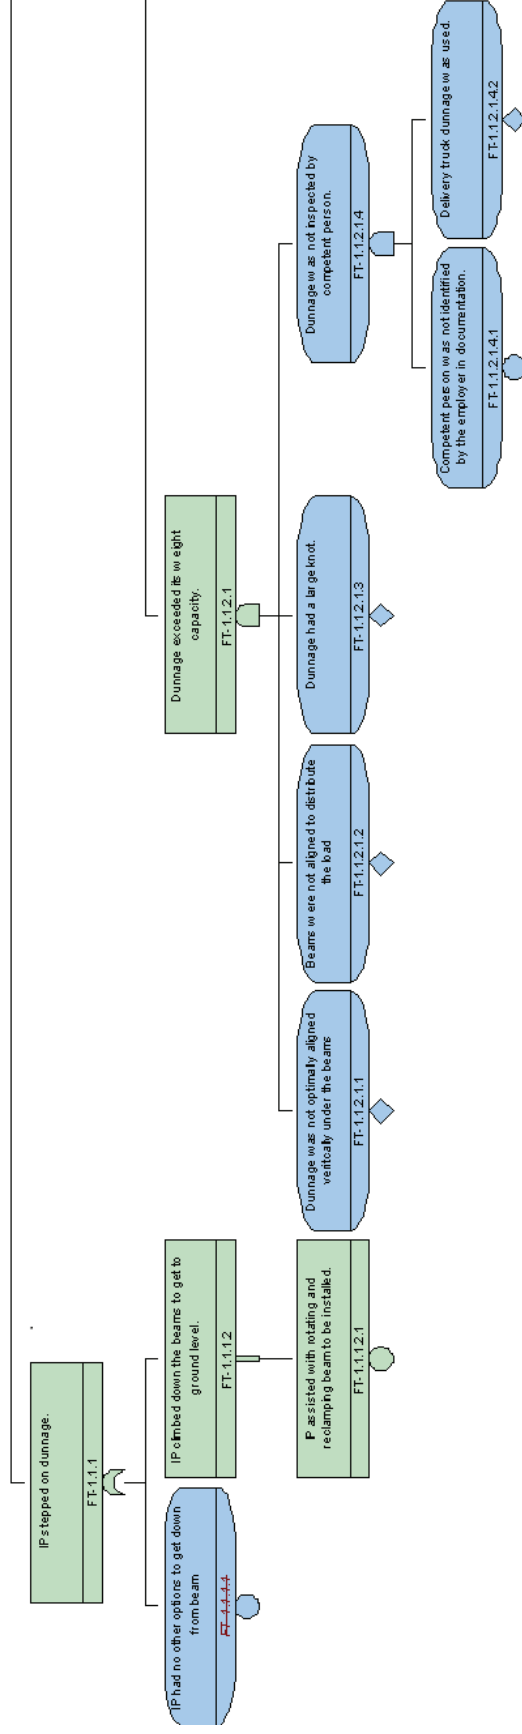 IP stepped on dunnage.
FT-1.1.1
IP had no other options to get down
from beam
FT-1.1.1.1
IP climbed down the beams to get to
ground level.
FT-1.1.1.2
IP assisted with rotating and
reclamping beam to be installed.
FT-1.1.1.2.1
Dunnage exceeded its weight
capacity.
FT-1.1.2.1
Dunnage was not optimally aligned
veritcally under the beams
FT-1.1.2.1.1
Beams were not aligned to distribute
the load
FT-1.1.2.1.2
Dunnage had a large knot.
FT-1.1.2.1.3
Dunnage was not inspected by
competent person.
FT-1.1.2.1.4
Competent person was not identified
by the employer in documentation.
FT-1.1.2.1.4.1
Delivery truck dunnage was used.
FT-1.1.2.1.4.2